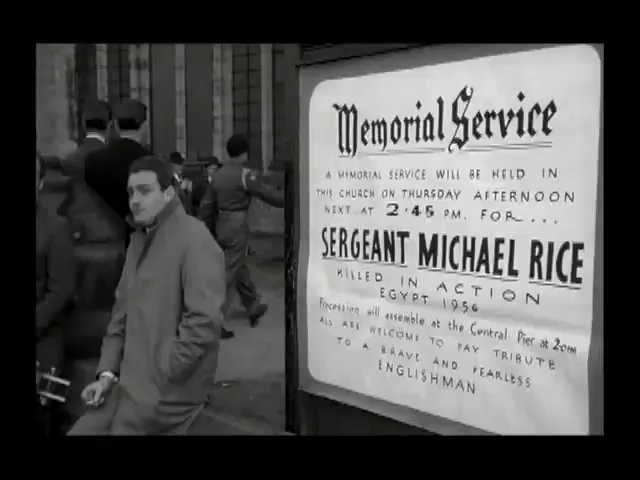 Memorial Service
A MEMORIAL SERVICE WILL BE HELD IN
THIS CHURCH ON THURSDAY AFTERNOON
NEXT AT 2.45 PM. FOR...
SERGEANT MICHAEL RICE
KILLED IN ACTION
EGYPT 1956
Procession will assemble at the Central Pier at 2pm
ALL ARE WELCOME TO PAY TRIBUTE
TO A BRAVE AND FEARLESS
ENGLISHMAN